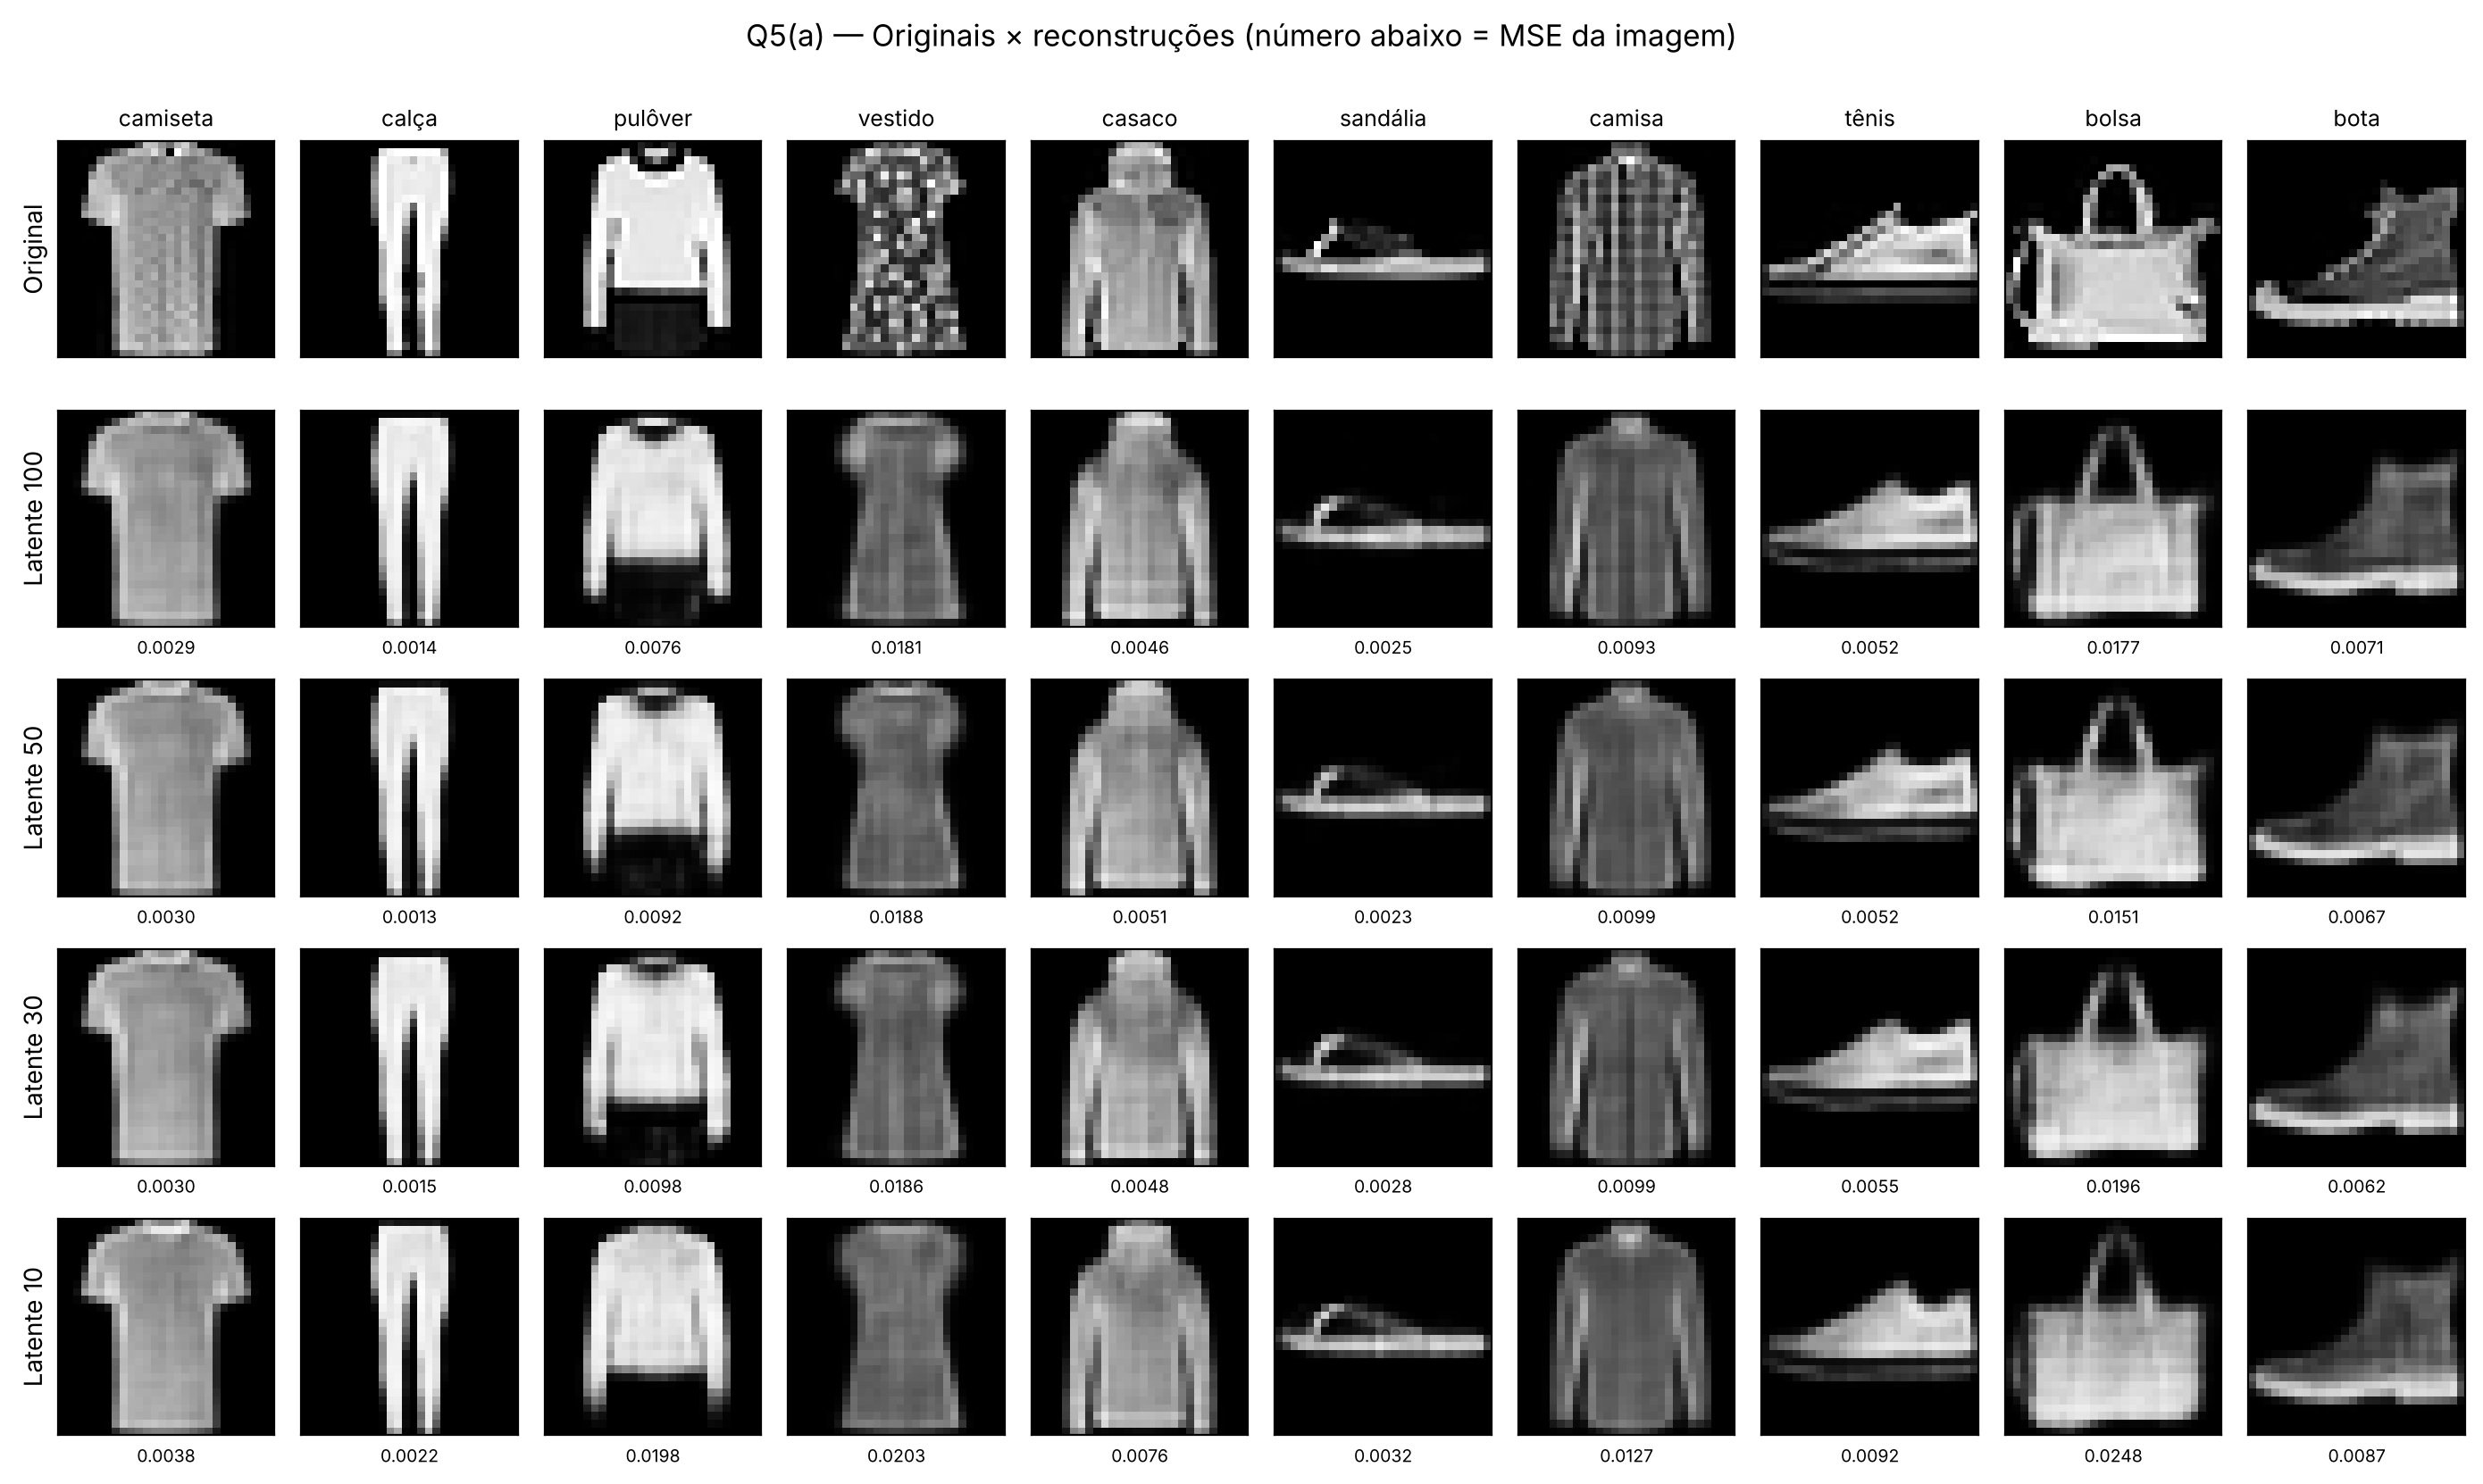 Q5(a) — Originais × reconstruções (número abaixo = MSE da imagem)
camiseta calça pulôver vestido casaco sandália camisa tênis bolsa bota
Original
Latente 100
0.0029 0.0014 0.0076 0.0181 0.0046 0.0025 0.0093 0.0052 0.0177 0.0071
Latente 50
0.0030 0.0013 0.0092 0.0188 0.0051 0.0023 0.0099 0.0052 0.0151 0.0067
Latente 30
0.0030 0.0015 0.0098 0.0186 0.0048 0.0028 0.0099 0.0055 0.0196 0.0062
Latente 10
0.0038 0.0022 0.0198 0.0203 0.0076 0.0032 0.0127 0.0092 0.0248 0.0087